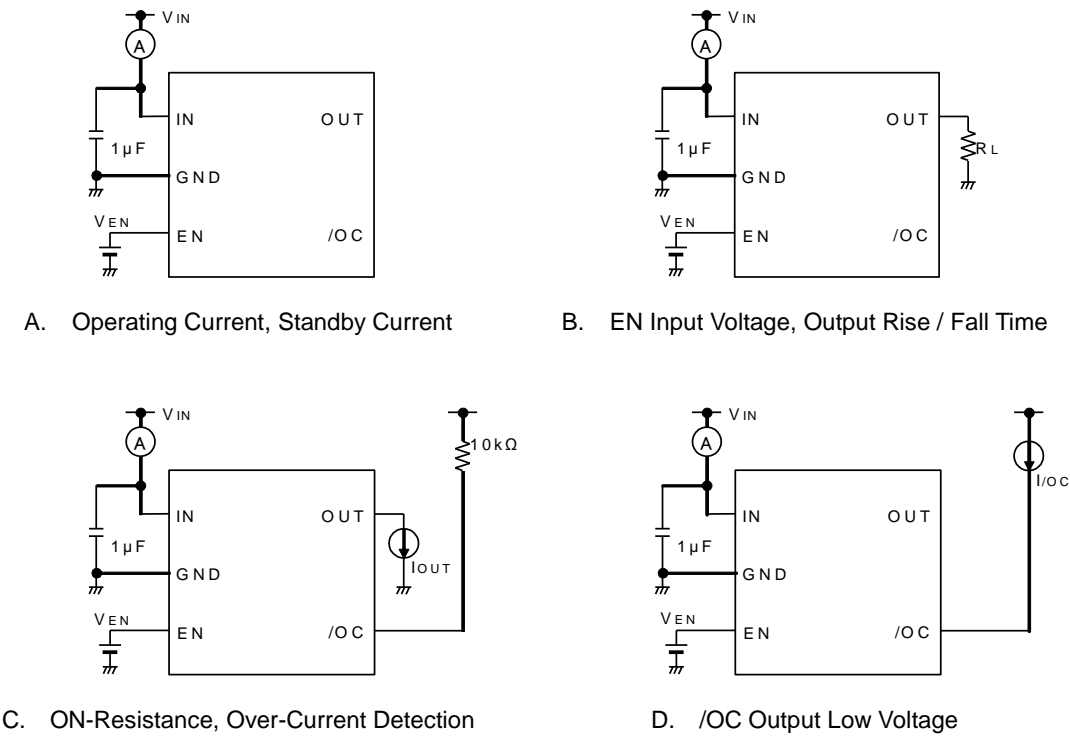 VIN
A
IN
OUT
1µF
GND
VEN
EN
/OC
A. Operating Current, Standby Current
VIN
A
IN
OUT
RL
1µF
GND
VEN
EN
/OC
B. EN Input Voltage, Output Rise / Fall Time
VIN
A
10kΩ
IN
OUT
1µF
IOUT
GND
VEN
EN
/OC
C. ON-Resistance, Over-Current Detection
VIN
A
I/OC
IN
OUT
1µF
GND
VEN
EN
/OC
D. /OC Output Low Voltage